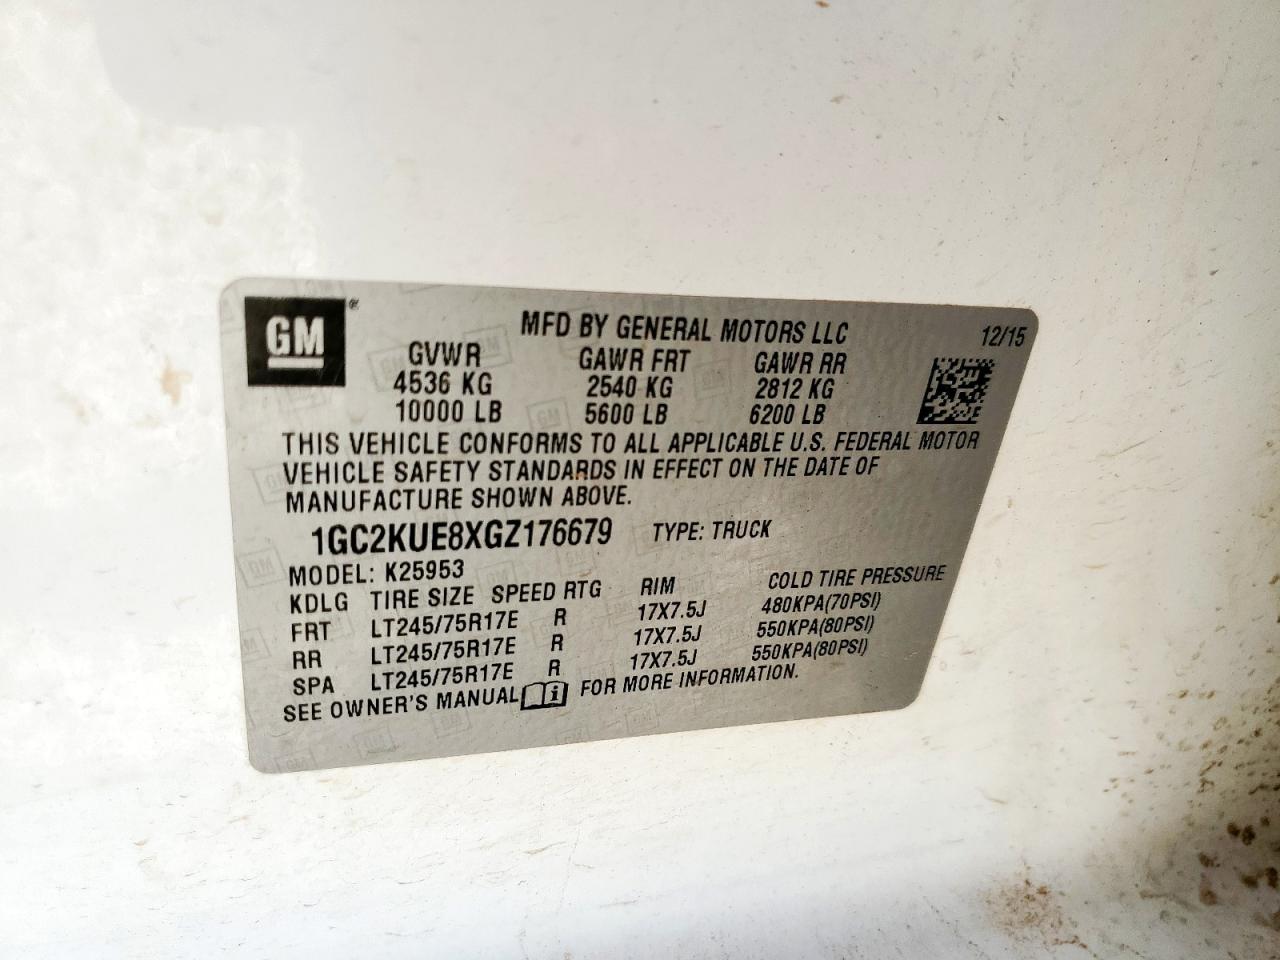 GM®
MFD BY GENERAL MOTORS LLC 12/15
GVWR GAWR FRT GAWR RR
4536 KG 2540 KG 2812 KG
10000 LB 5600 LB 6200 LB
THIS VEHICLE CONFORMS TO ALL APPLICABLE U.S. FEDERAL MOTOR
VEHICLE SAFETY STANDARDS IN EFFECT ON THE DATE OF
MANUFACTURE SHOWN ABOVE.
1GC2KUE8XGZ176679 TYPE: TRUCK
MODEL: K25953
KDLG TIRE SIZE SPEED RTG RIM COLD TIRE PRESSURE
FRT LT245/75R17E R 17X7.5J 480KPA(70PSI)
RR LT245/75R17E R 17X7.5J 550KPA(80PSI)
SPA LT245/75R17E R 17X7.5J 550KPA(80PSI)
SEE OWNER'S MANUAL i FOR MORE INFORMATION.